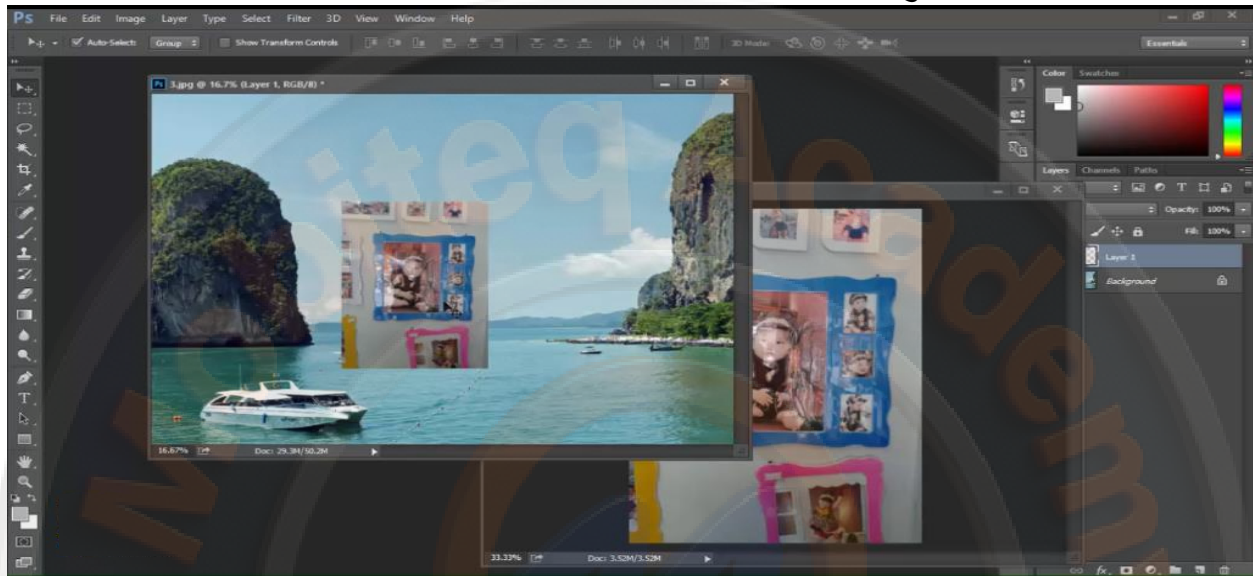 Ps File Edit Image Layer Type Select Filter 3D View Window Help
Auto-Select: Group Show Transform Controls 3D Mode: Essentials
3.jpg @ 16.7% (Layer 1, RGB/8) *
Color Swatches
Layers Channels Paths
Opacity: 100%
Fill: 100%
Layer 1
Background
16.67% Doc: 29.3M/50.2M
33.33% Doc: 3.52M/3.52M